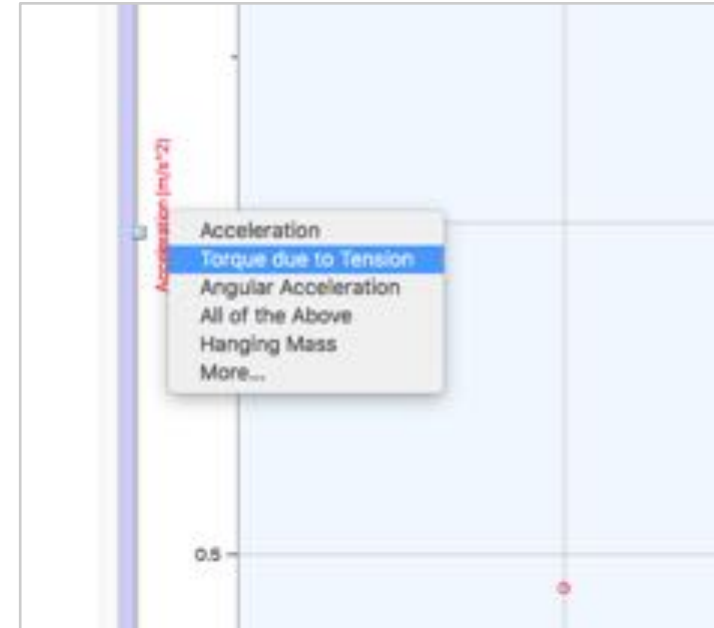 Acceleration (m/s^2)
Acceleration
Torque due to Tension
Angular Acceleration
All of the Above
Hanging Mass
More...
0.5